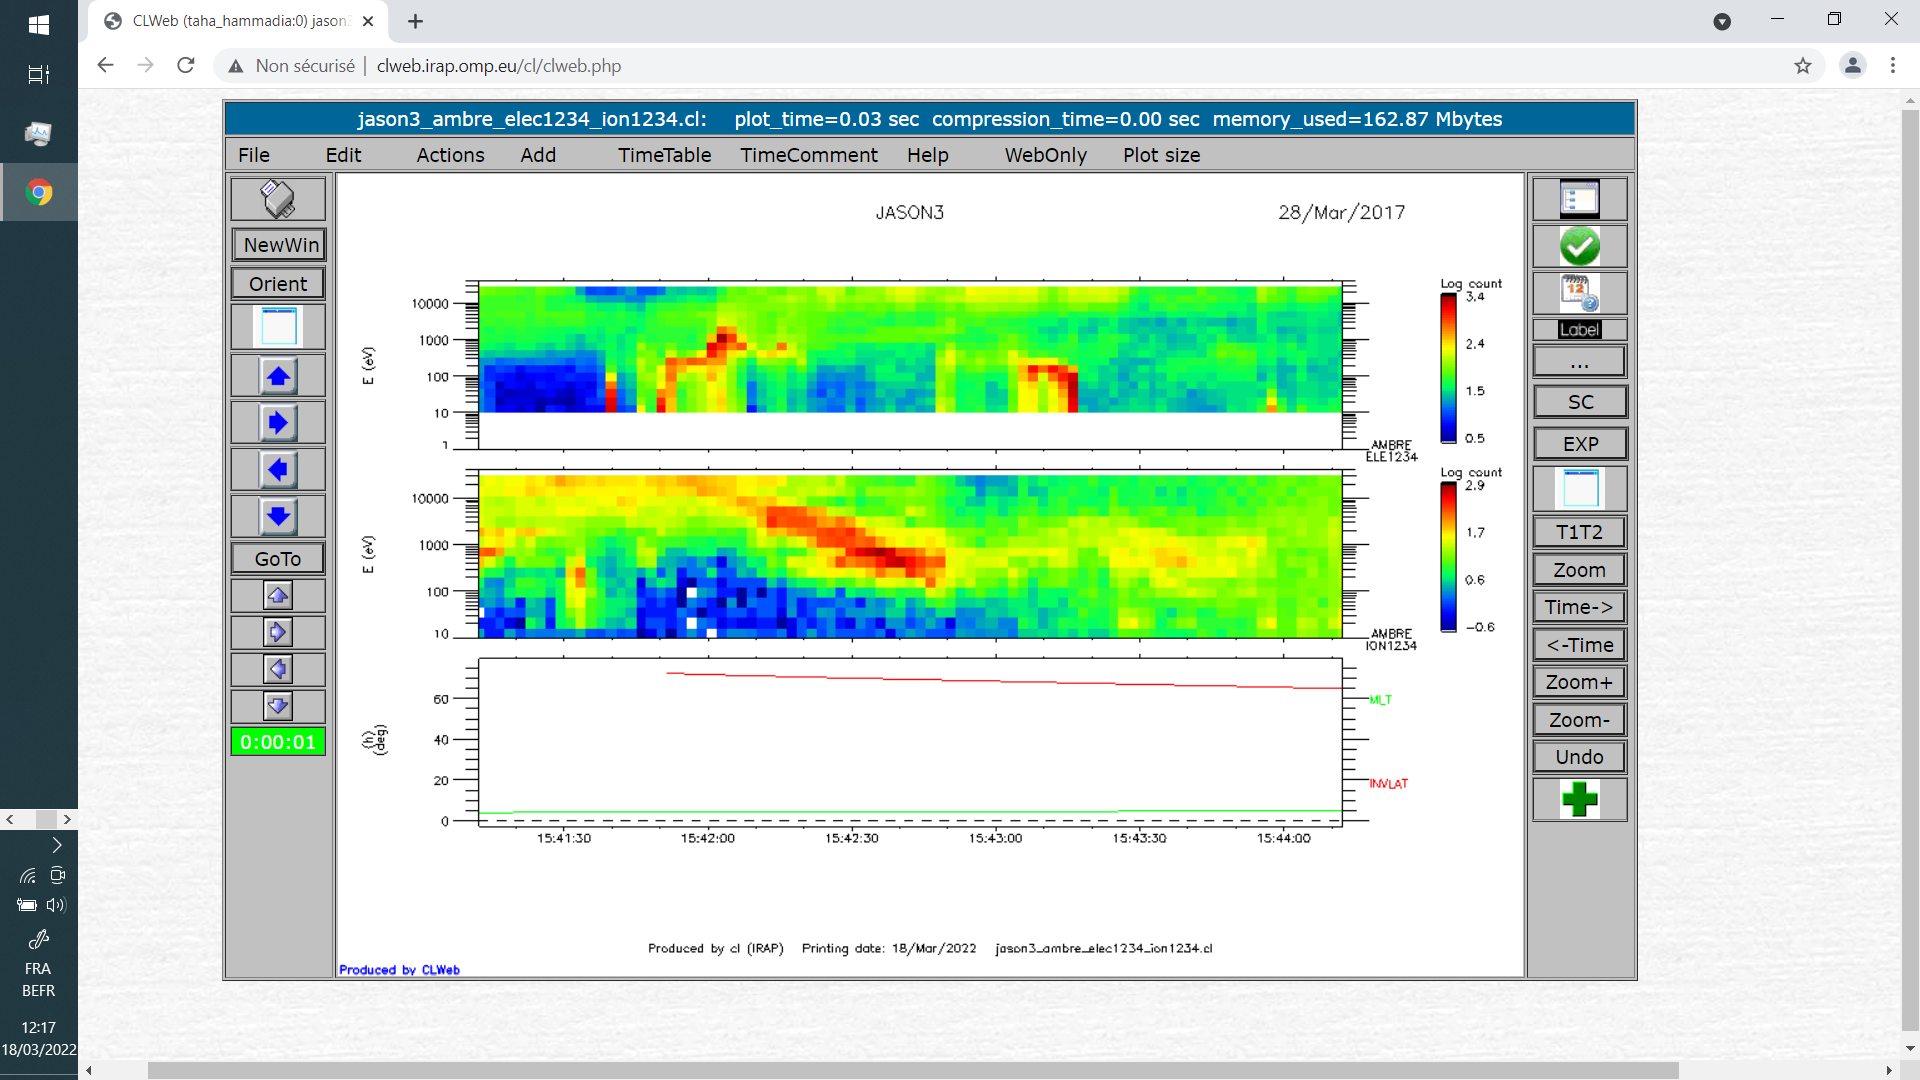 CLWeb (taha_hammadia:0) jason
Non sécurisé | clweb.irap.omp.eu/cl/clweb.php
jason3_ambre_elec1234_ion1234.cl: plot_time=0.03 sec compression_time=0.00 sec memory_used=162.87 Mbytes
File Edit Actions Add TimeTable TimeComment Help WebOnly Plot size
NewWin
Orient
GoTo
0:00:01
JASON3 28/Mar/2017
10000
1000
100
10
1
E (eV)
Log count
3.4
2.4
1.5
0.5
AMBRE
ELE1234
10000
1000
100
10
E (eV)
Log count
2.9
1.7
0.6
-0.6
AMBRE
ION1234
60
40
20
0
(h)
(deg)
MLT
INVLAT
15:41:30 15:42:00 15:42:30 15:43:00 15:43:30 15:44:00
Produced by cl (IRAP) Printing date: 18/Mar/2022 jason3_ambre_elec1234_ion1234.cl
Produced by CLWeb
12
Label
...
SC
EXP
T1T2
Zoom
Time->
<-Time
Zoom+
Zoom-
Undo
FRA
BEFR
12:17
18/03/2022